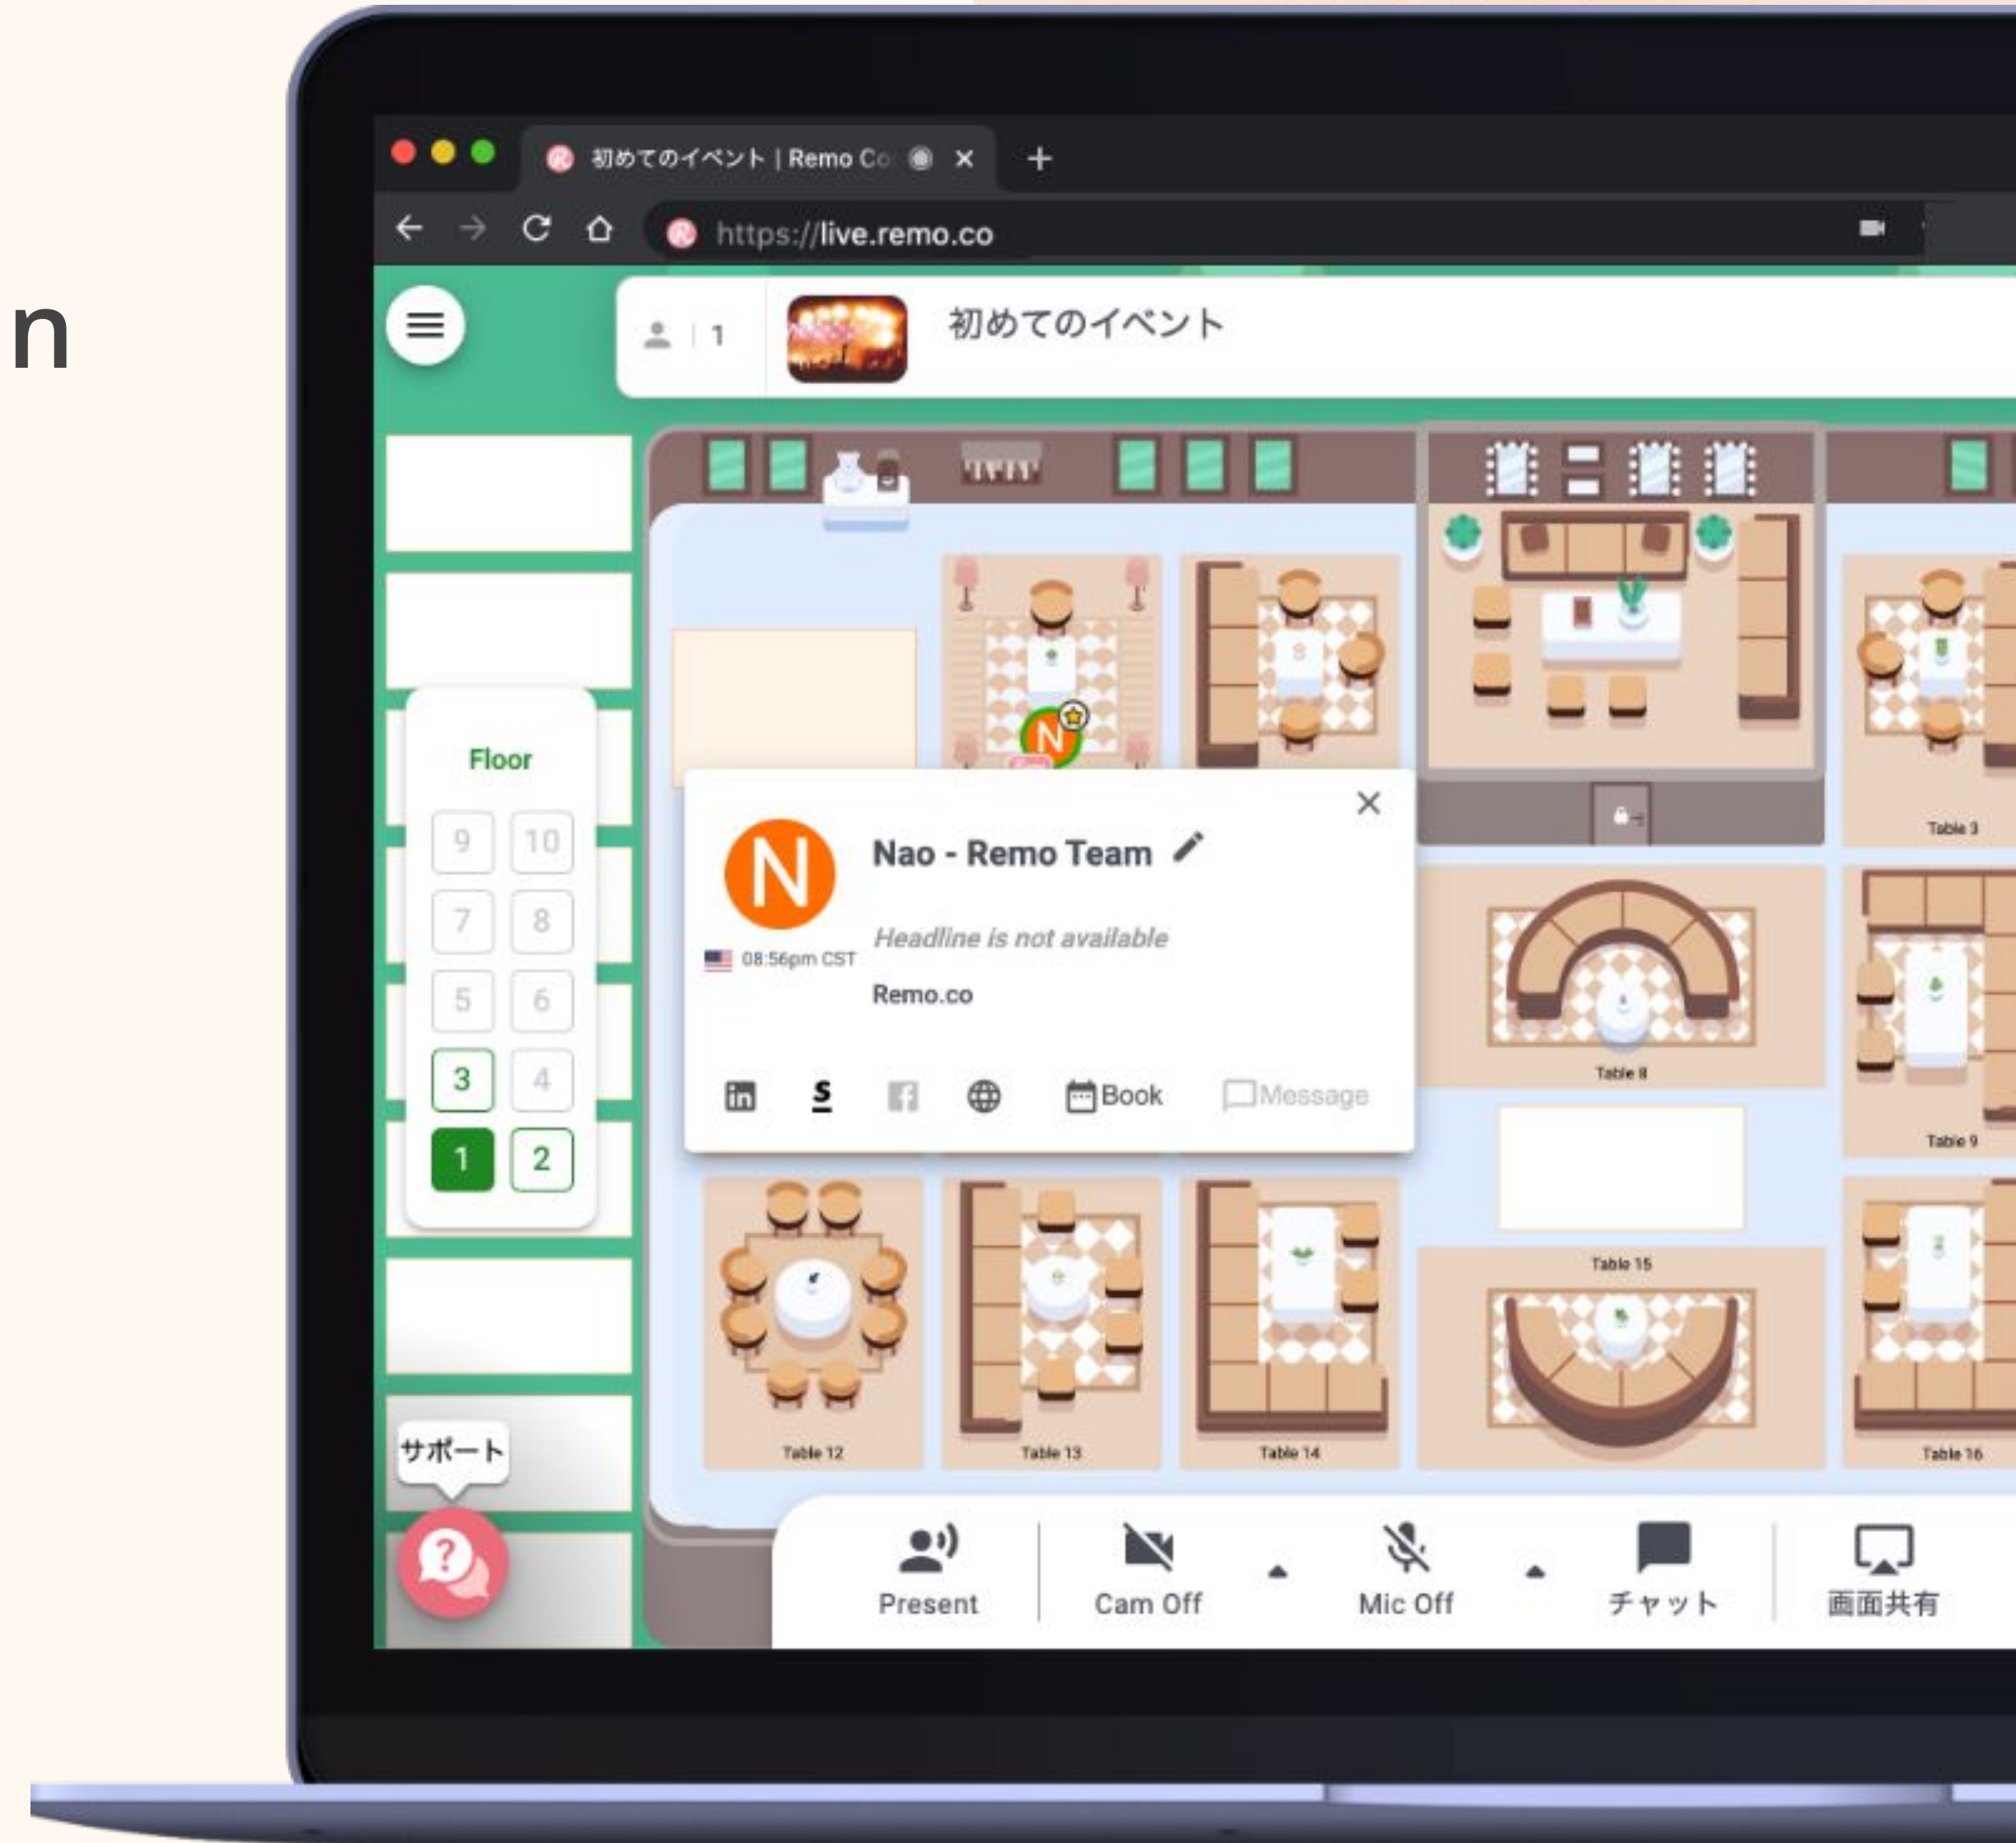 n
初めてのイベント | Remo Co
https://live.remo.co
1
初めてのイベント
Floor
9 10
7 8
5 6
3 4
1 2
N
N
Nao - Remo Team
Headline is not available
08:56pm CST
Remo.co
Book
Message
Table 3
Table 8
Table 9
Table 15
Table 12
Table 13
Table 14
Table 16
サポート
Present
Cam Off
Mic Off
チャット
画面共有